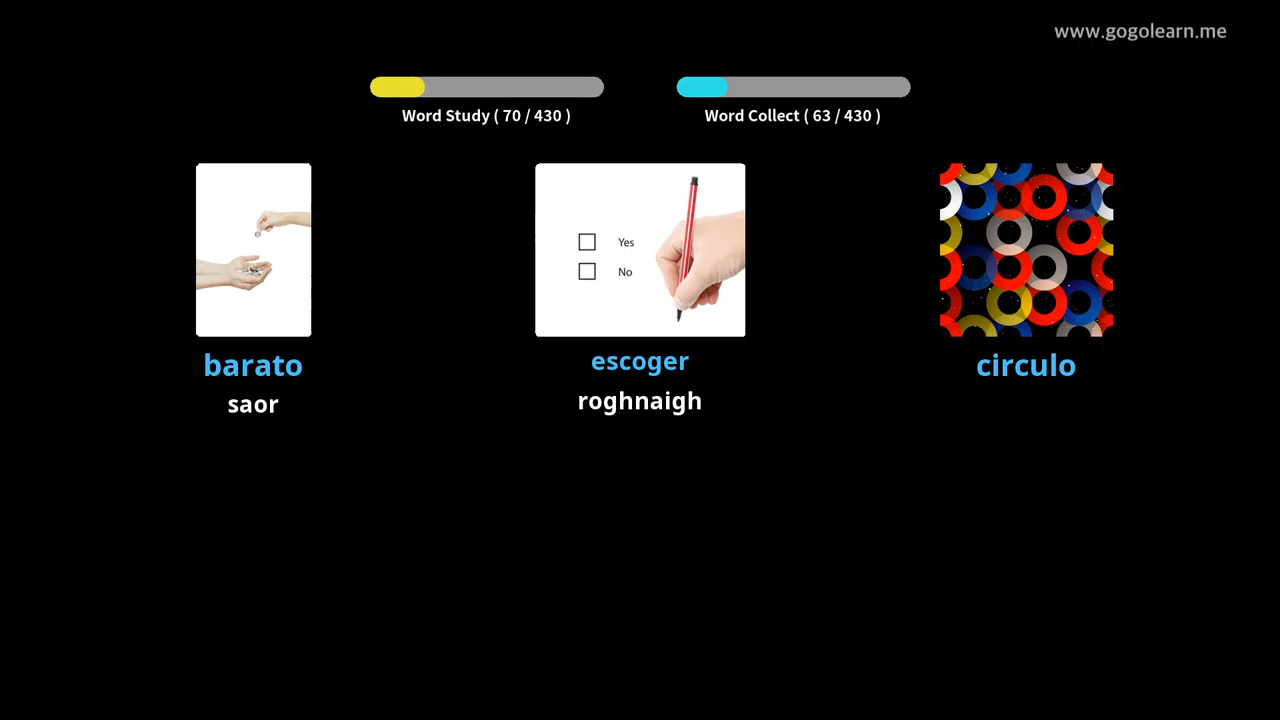 www.gogolearn.me
Word Study ( 70 / 430 )
Word Collect ( 63 / 430 )
Yes
No
barato
saor
escoger
roghnaigh
circulo